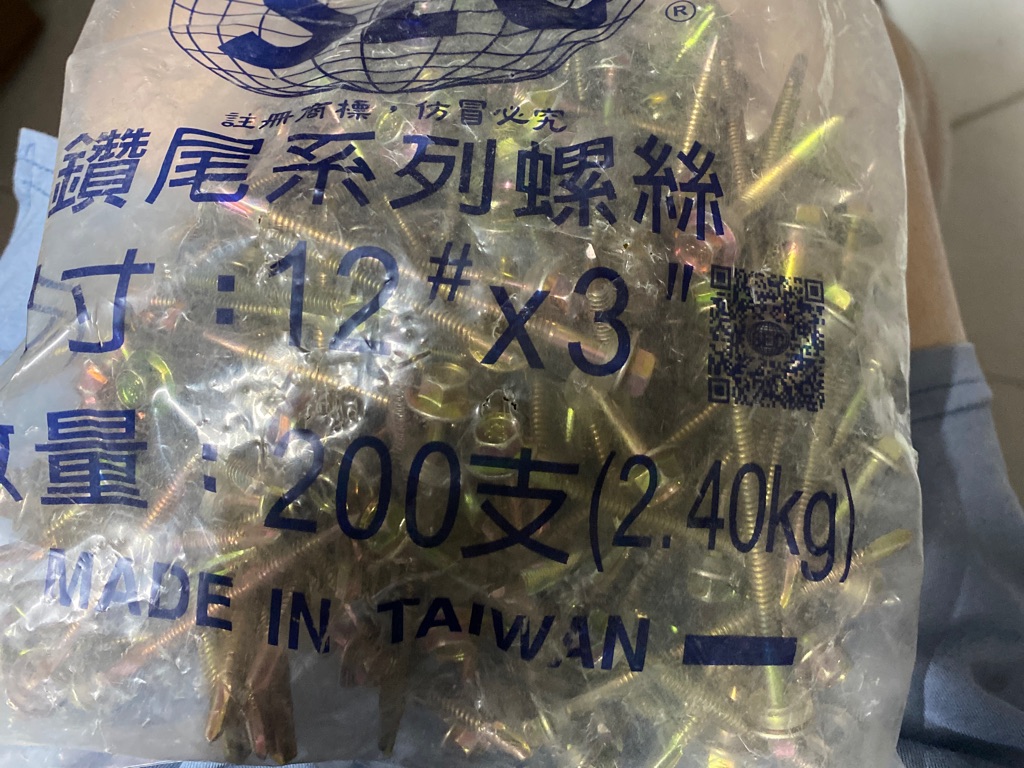 ®
註冊商標,仿冒必究
鑽尾系列螺絲
寸:12#x3"
數量:200支(2.40kg)
MADE IN TAIWAN